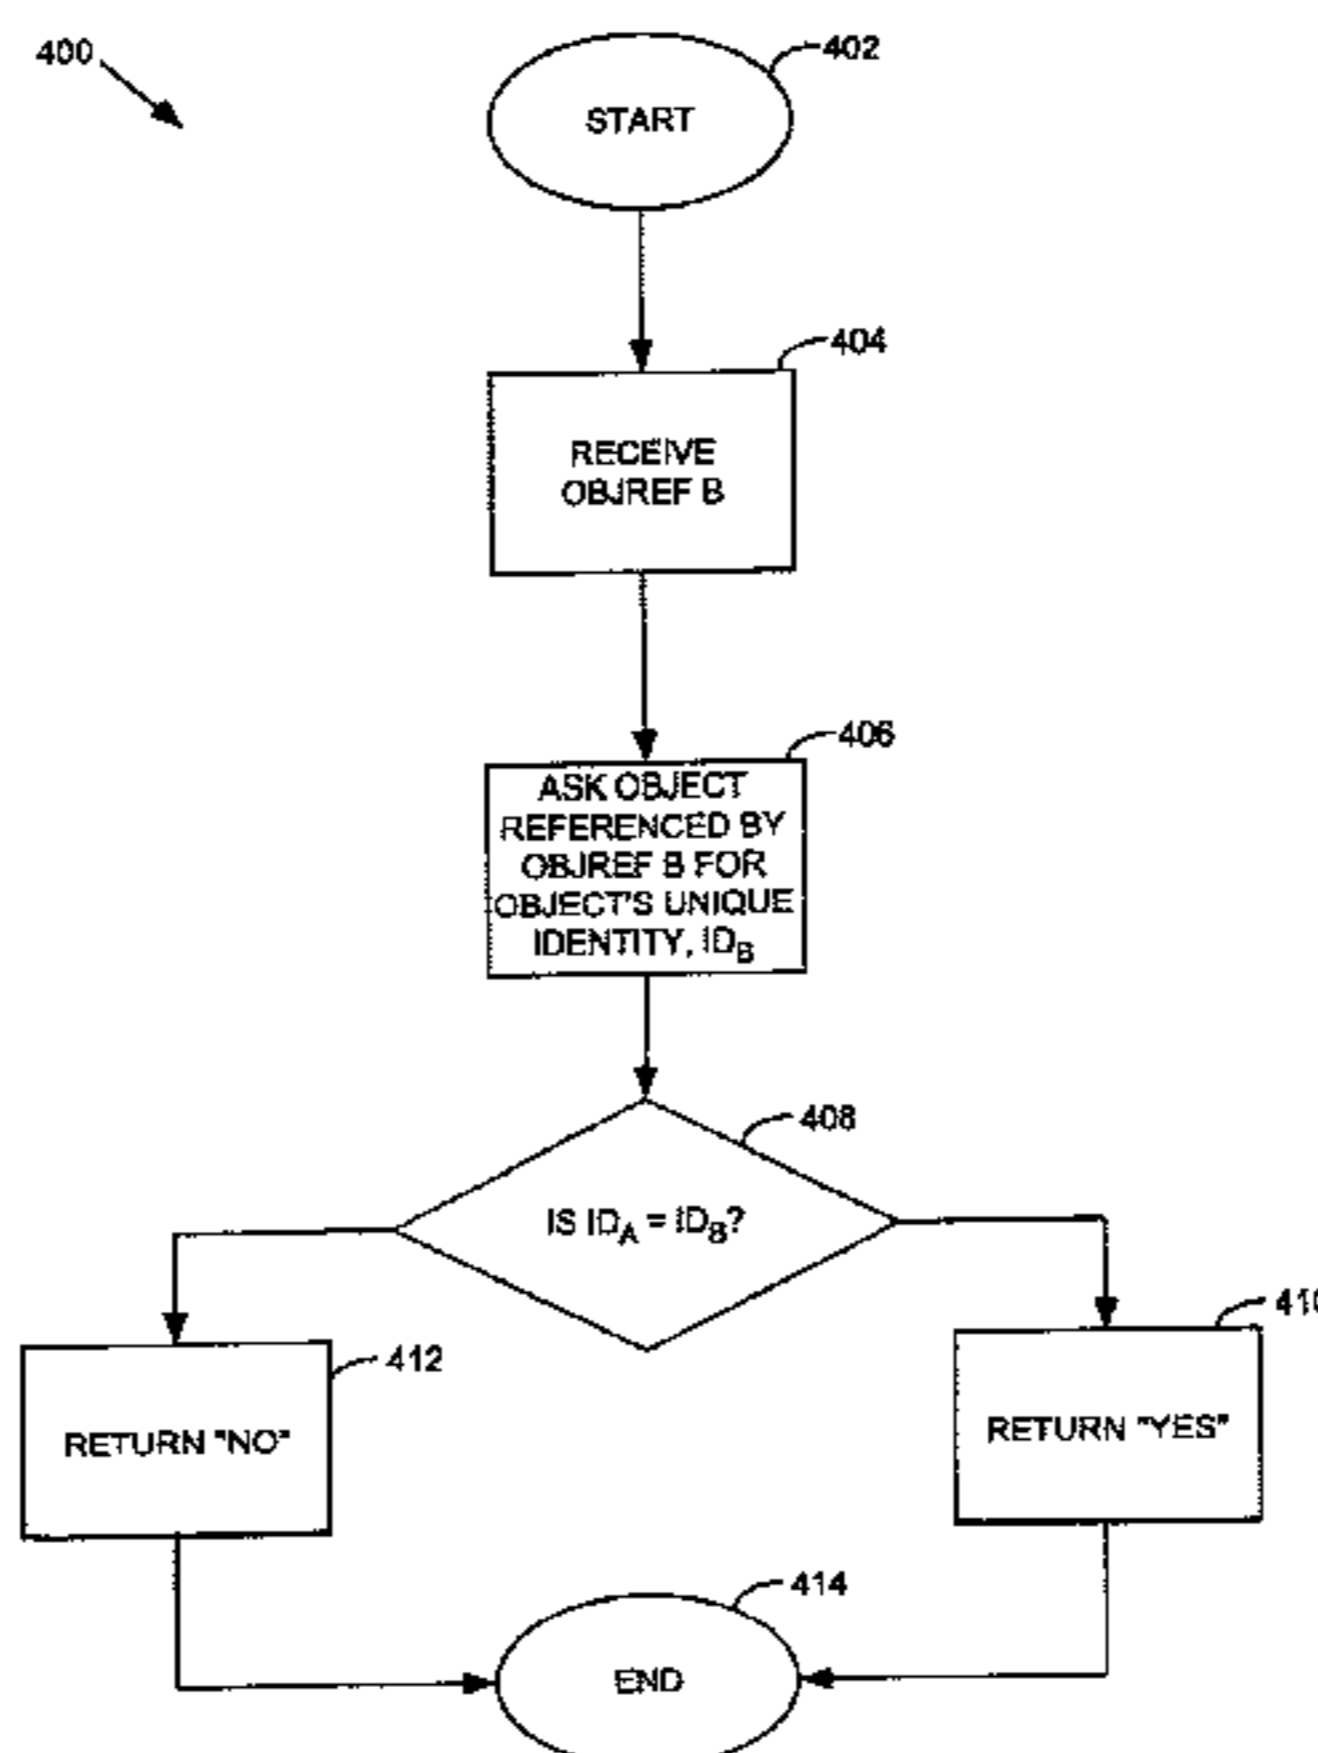 400
402
START
404
RECEIVE
OBJREF B
406
ASK OBJECT
REFERENCED BY
OBJREF B FOR
OBJECT'S UNIQUE
IDENTITY, ID_B
408
IS ID_A = ID_B?
410
412
RETURN "NO"
RETURN "YES"
414
END